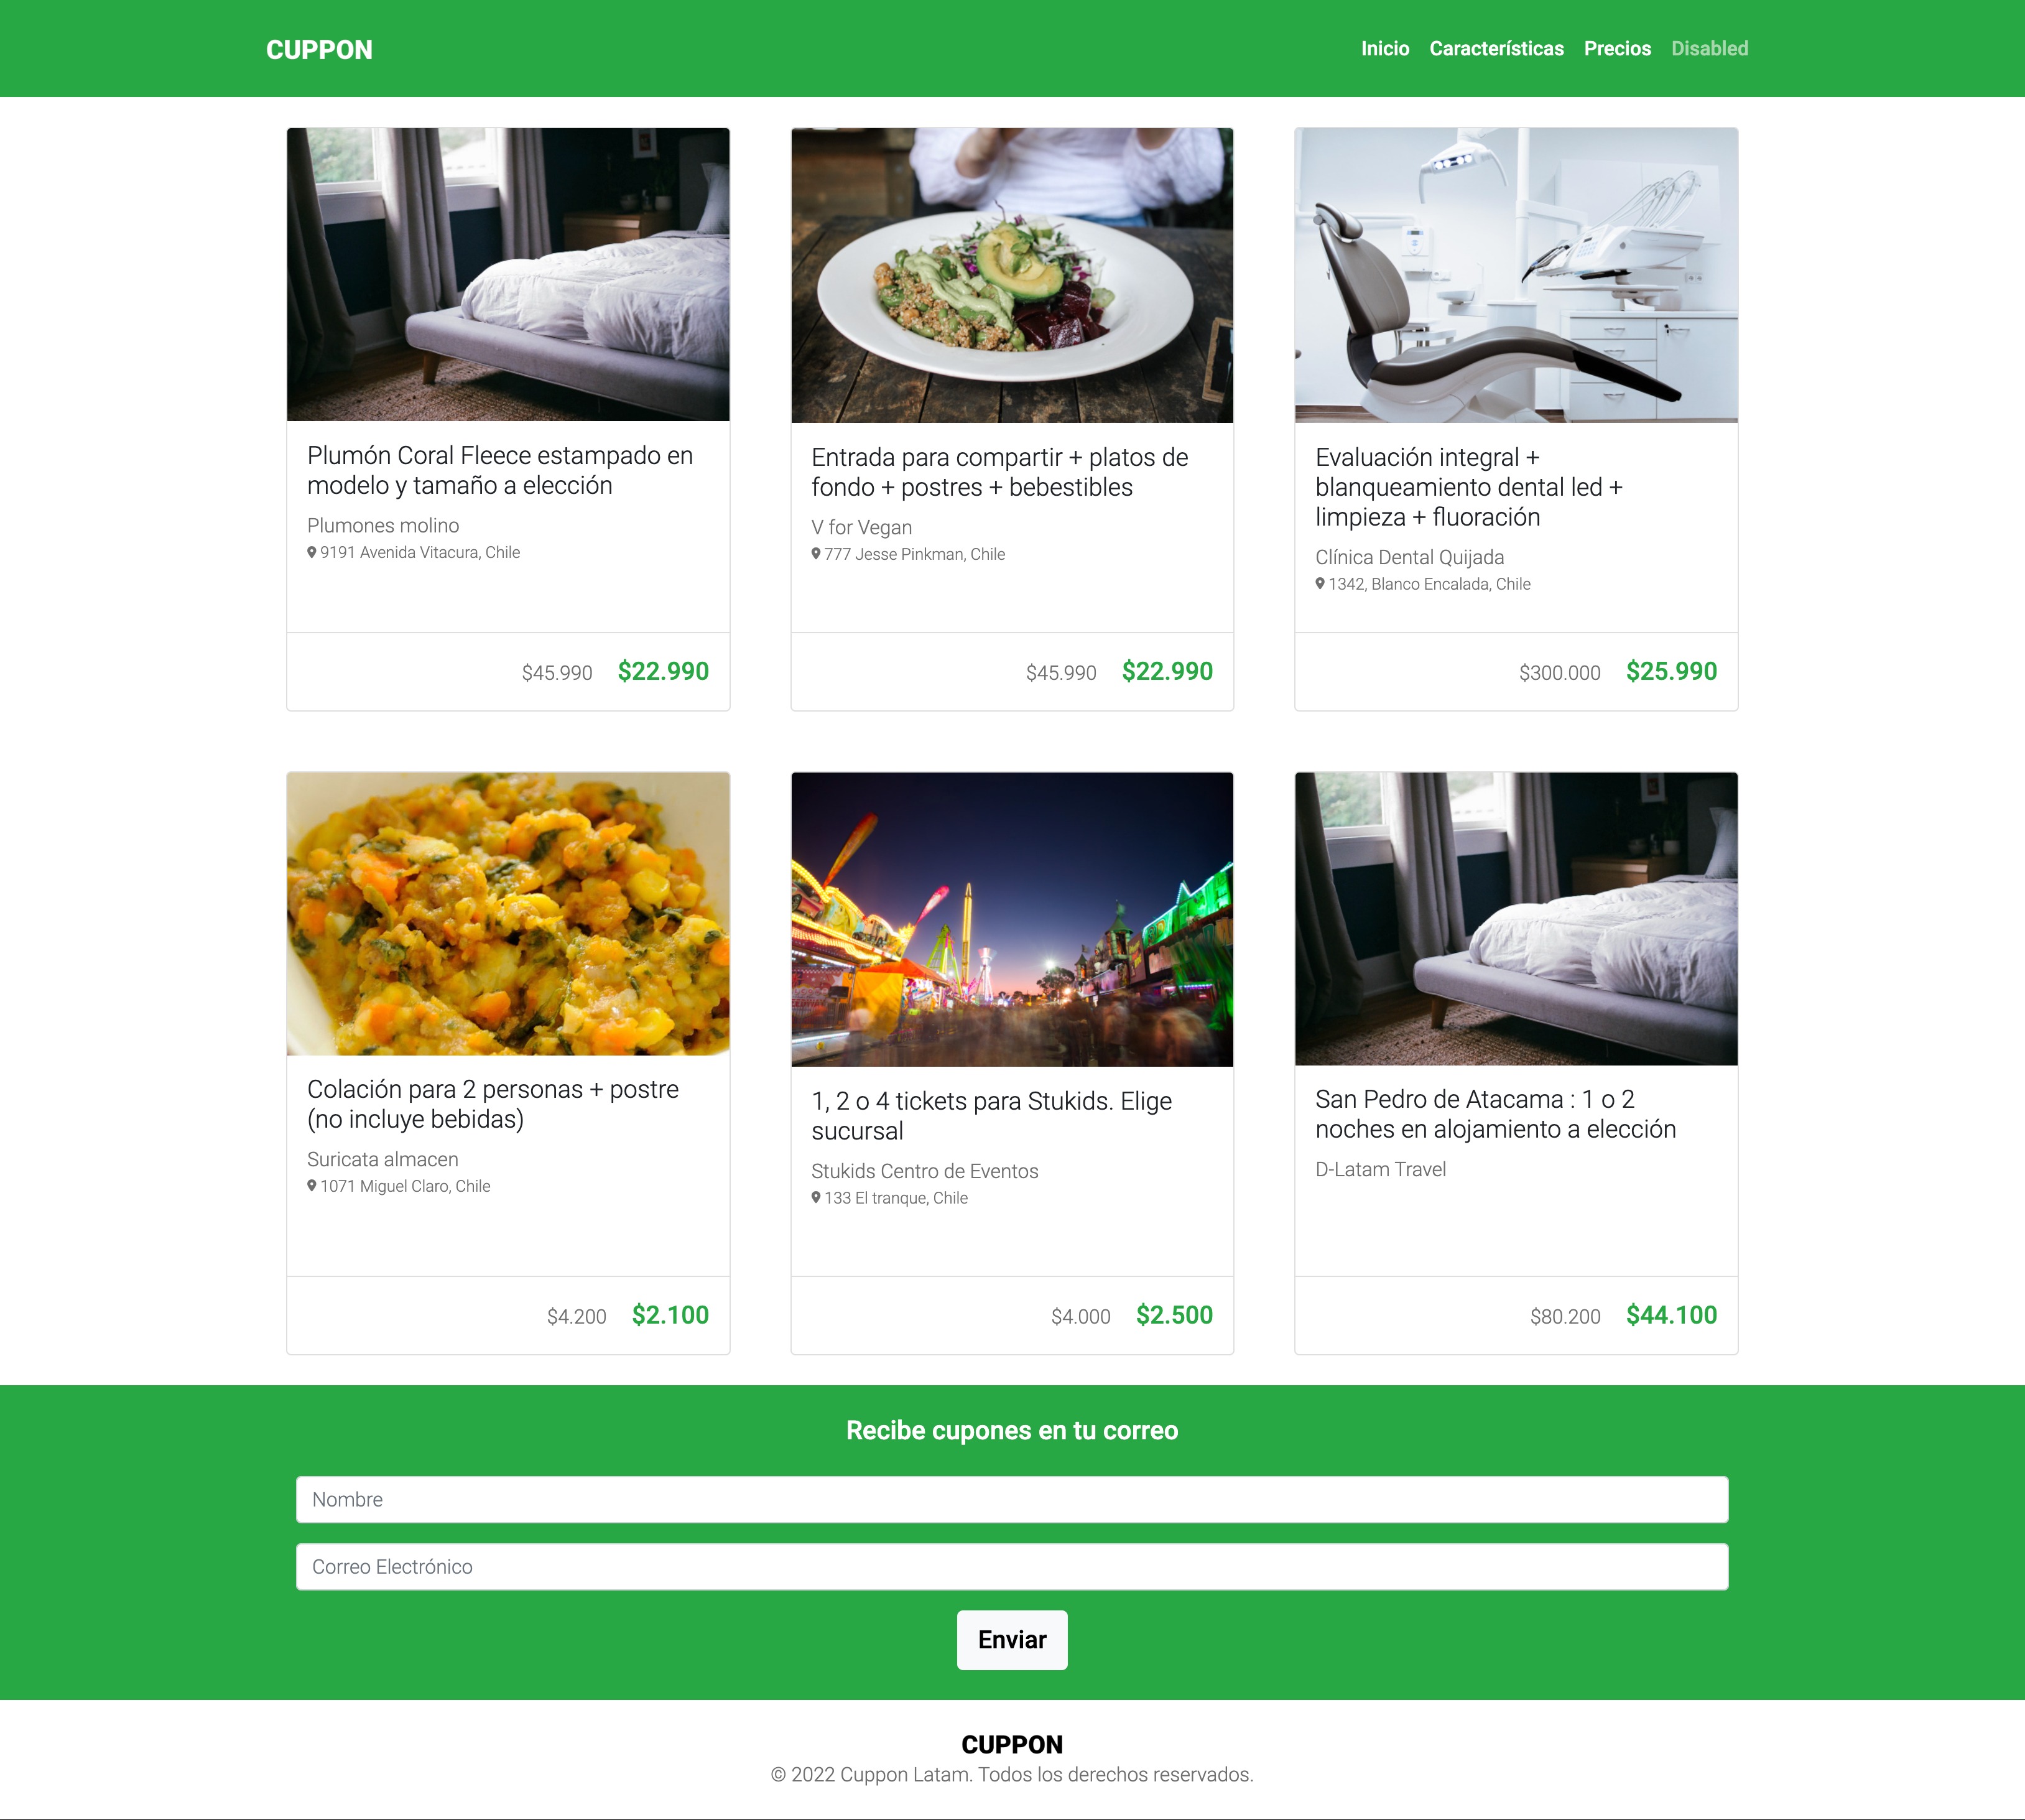 CUPPON
Inicio Características Precios Disabled
Plumón Coral Fleece estampado en
modelo y tamaño a elección
Plumones molino
9191 Avenida Vitacura, Chile
$45.990 $22.990
Entrada para compartir + platos de
fondo + postres + bebestibles
V for Vegan
777 Jesse Pinkman, Chile
$45.990 $22.990
Evaluación integral +
blanqueamiento dental led +
limpieza + fluoración
Clínica Dental Quijada
1342, Blanco Encalada, Chile
$300.000 $25.990
Colación para 2 personas + postre
(no incluye bebidas)
Suricata almacen
1071 Miguel Claro, Chile
$4.200 $2.100
1, 2 o 4 tickets para Stukids. Elige
sucursal
Stukids Centro de Eventos
133 El tranque, Chile
$4.000 $2.500
San Pedro de Atacama : 1 o 2
noches en alojamiento a elección
D-Latam Travel
$80.200 $44.100
Recibe cupones en tu correo
Nombre
Correo Electrónico
Enviar
CUPPON
© 2022 Cuppon Latam. Todos los derechos reservados.